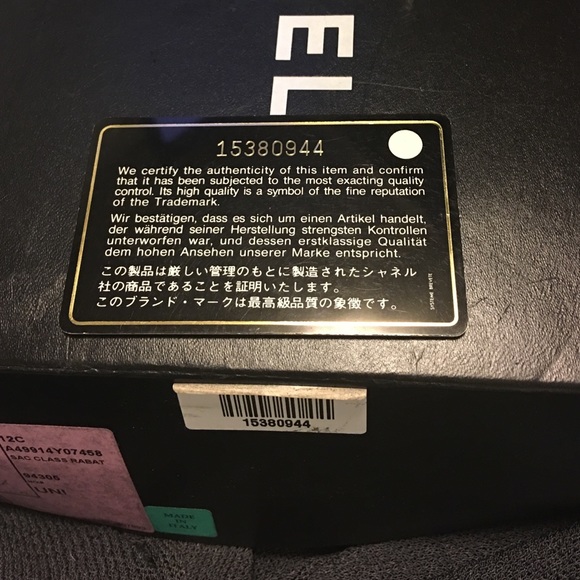 EL
15380944
We certify the authenticity of this item and confirm
that it has been subjected to the most exacting quality
control. Its high quality is a symbol of the fine reputation
of the Trademark.
Wir bestätigen, dass es sich um einen Artikel handelt,
der während seiner Herstellung strengsten Kontrollen
unterworfen war, und dessen erstklassige Qualität
dem hohen Ansehen unserer Marke entspricht.
この製品は厳しい管理のもとに製造されたシャネル
社の商品であることを証明いたします。
このブランド・マークは最高級品質の象徴です。
SYSTEME BREVETE
15380944
12C
A49914Y07458
SAC CLASS RABAT
94305
UNI
MADE
IN
ITALY